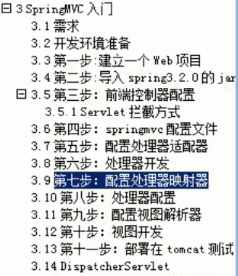 3 SpringMVC 入门
3.1 需求
3.2 开发环境准备
3.3 第一步:建立一个 Web 项目
3.4 第二步:导入 spring3.2.0 的 jar
3.5 第三步：前端控制器配置
3.5.1 Servlet 拦截方式
3.6 第四步：springmvc 配置文件
3.7 第五步：配置处理器适配器
3.8 第六步：处理器开发
3.9 第七步：配置处理器映射器
3.10 第八步：处理器配置
3.11 第九步：配置视图解析器
3.12 第十步：视图开发
3.13 第十一步：部署在 tomcat 测试
3.14 DispatcherServlet